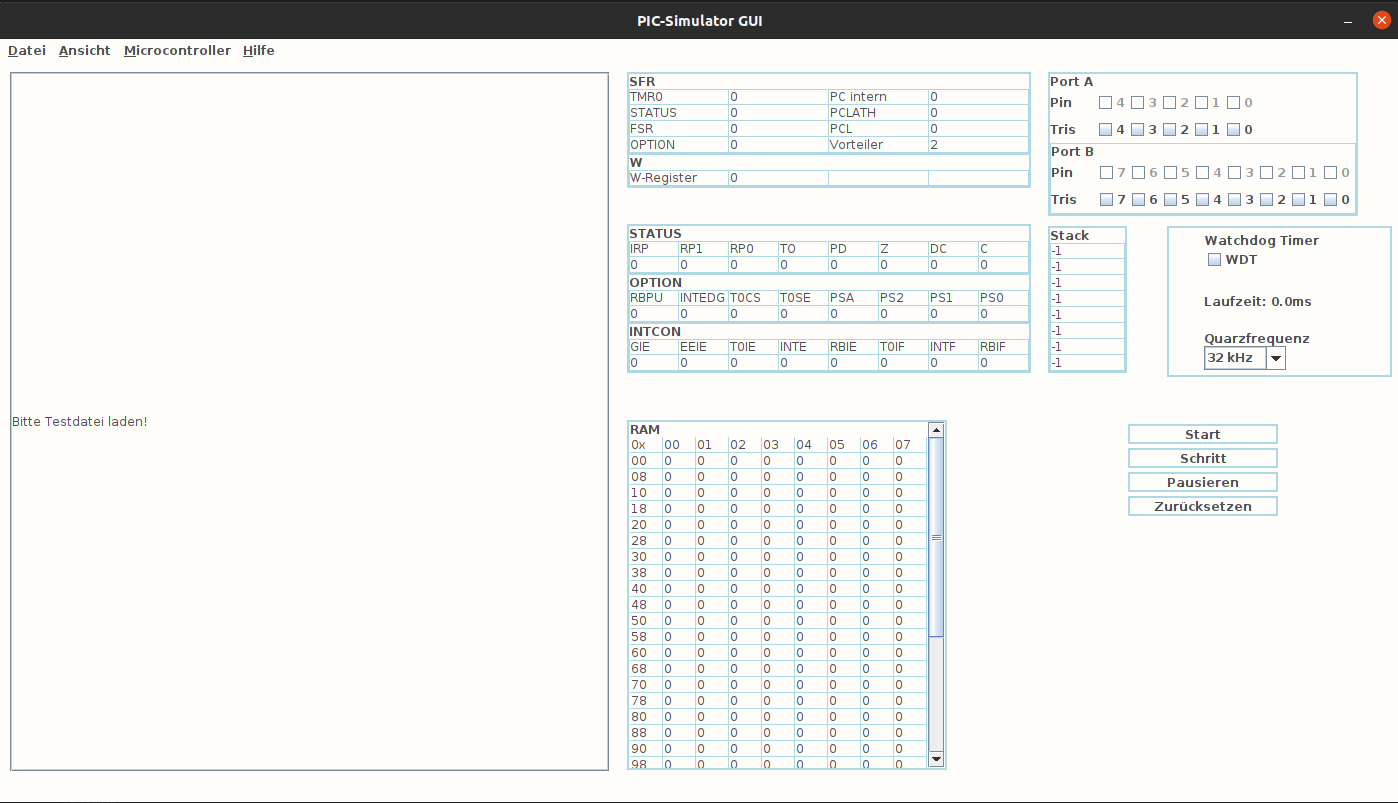 PIC-Simulator GUI
Datei Ansicht Microcontroller Hilfe
Bitte Testdatei laden!
SFR
TMR0 0 PC intern 0
STATUS 0 PCLATH 0
FSR 0 PCL 0
OPTION 0 Vorteiler 2
W
W-Register 0
STATUS
IRP RP1 RP0 TO PD Z DC C
0 0 0 0 0 0 0 0
OPTION
RBPU INTEDG T0CS T0SE PSA PS2 PS1 PS0
0 0 0 0 0 0 0 0
INTCON
GIE EEIE T0IE INTE RBIE T0IF INTF RBIF
0 0 0 0 0 0 0 0
RAM
0x 00 01 02 03 04 05 06 07
00 0 0 0 0 0 0 0 0
08 0 0 0 0 0 0 0 0
10 0 0 0 0 0 0 0 0
18 0 0 0 0 0 0 0 0
20 0 0 0 0 0 0 0 0
28 0 0 0 0 0 0 0 0
30 0 0 0 0 0 0 0 0
38 0 0 0 0 0 0 0 0
40 0 0 0 0 0 0 0 0
48 0 0 0 0 0 0 0 0
50 0 0 0 0 0 0 0 0
58 0 0 0 0 0 0 0 0
60 0 0 0 0 0 0 0 0
68 0 0 0 0 0 0 0 0
70 0 0 0 0 0 0 0 0
78 0 0 0 0 0 0 0 0
80 0 0 0 0 0 0 0 0
88 0 0 0 0 0 0 0 0
90 0 0 0 0 0 0 0 0
98 0 0 0 0 0 0 0 0
Port A
Pin 4 3 2 1 0
Tris 4 3 2 1 0
Port B
Pin 7 6 5 4 3 2 1 0
Tris 7 6 5 4 3 2 1 0
Stack
-1
-1
-1
-1
-1
-1
-1
-1
Watchdog Timer
WDT
Laufzeit: 0.0ms
Quarzfrequenz
32 kHz
Start
Schritt
Pausieren
Zurücksetzen